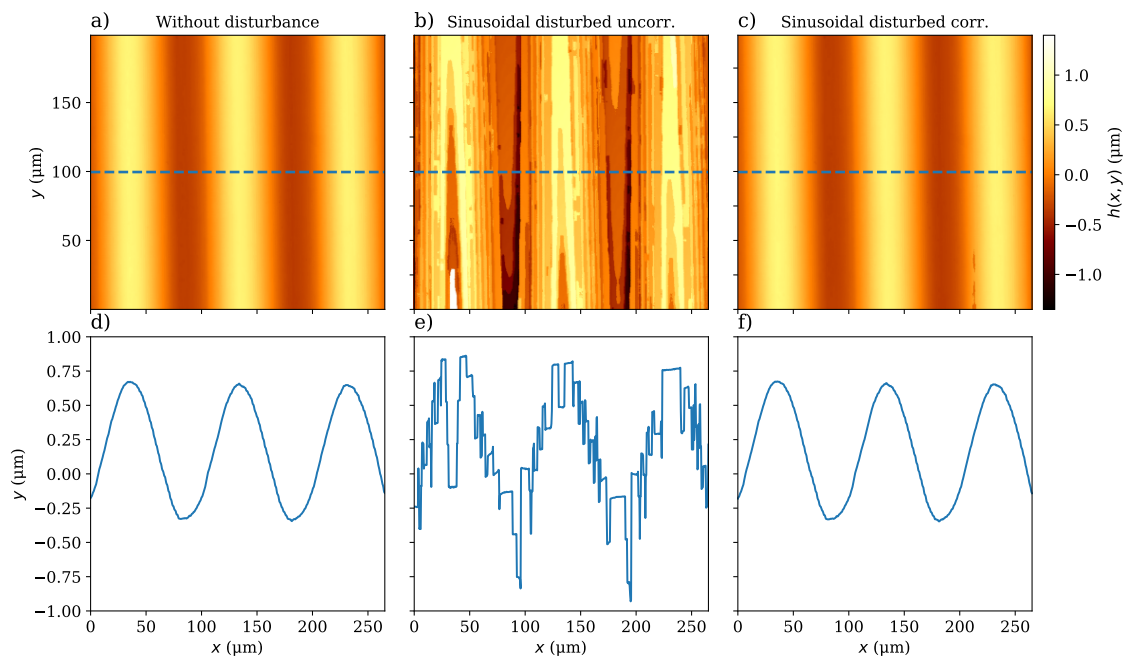 a) Without disturbance
b) Sinusoidal disturbed uncorr.
c) Sinusoidal disturbed corr.
y (μm)
150
100
50
1.0
0.5
0.0
−0.5
−1.0
h(x, y) (μm)
d)
e)
f)
y (μm)
1.00
0.75
0.50
0.25
0.00
−0.25
−0.50
−0.75
−1.00
0 50 100 150 200 250
0 50 100 150 200 250
0 50 100 150 200 250
x (μm)
x (μm)
x (μm)